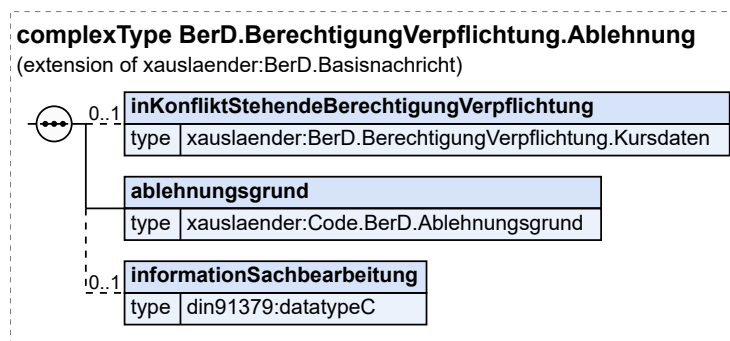 complexType BerD.BerechtigungVerpflichtung.Ablehnung
(extension of xauslaender:BerD.Basisnachricht)
0..1
inKonfliktStehendeBerechtigungVerpflichtung
type xauslaender:BerD.BerechtigungVerpflichtung.Kursdaten
ablehnungsgrund
type xauslaender:Code.BerD.Ablehnungsgrund
0..1
informationSachbearbeitung
type din91379:datatypeC